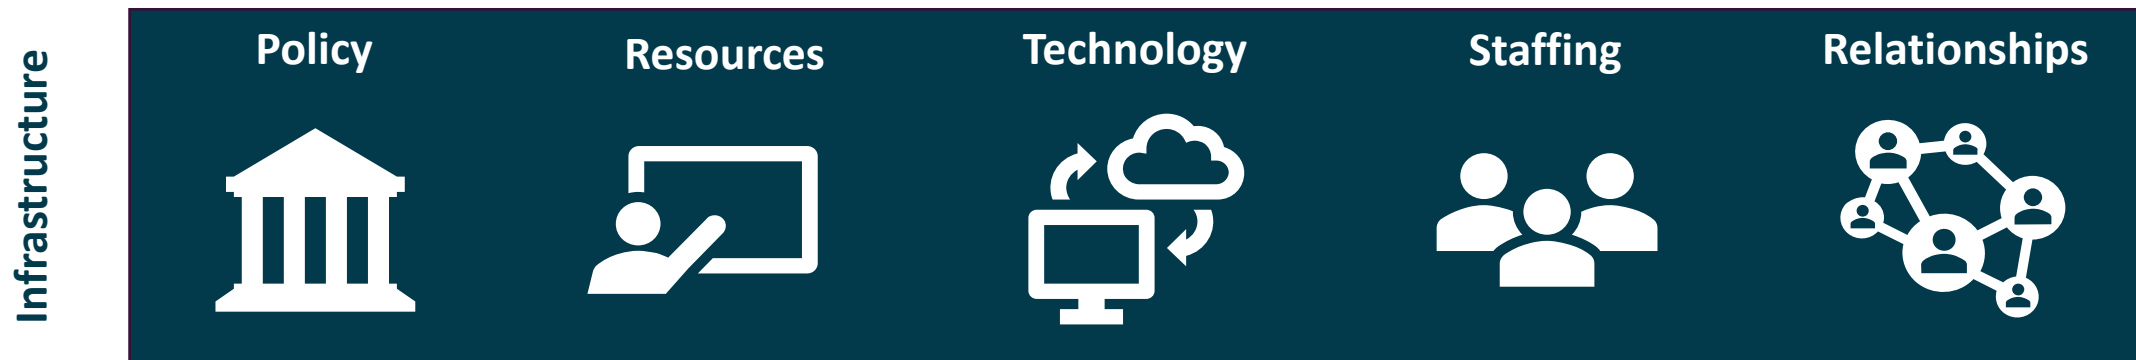 Infrastructure
Policy
Resources
Technology
Staffing
Relationships